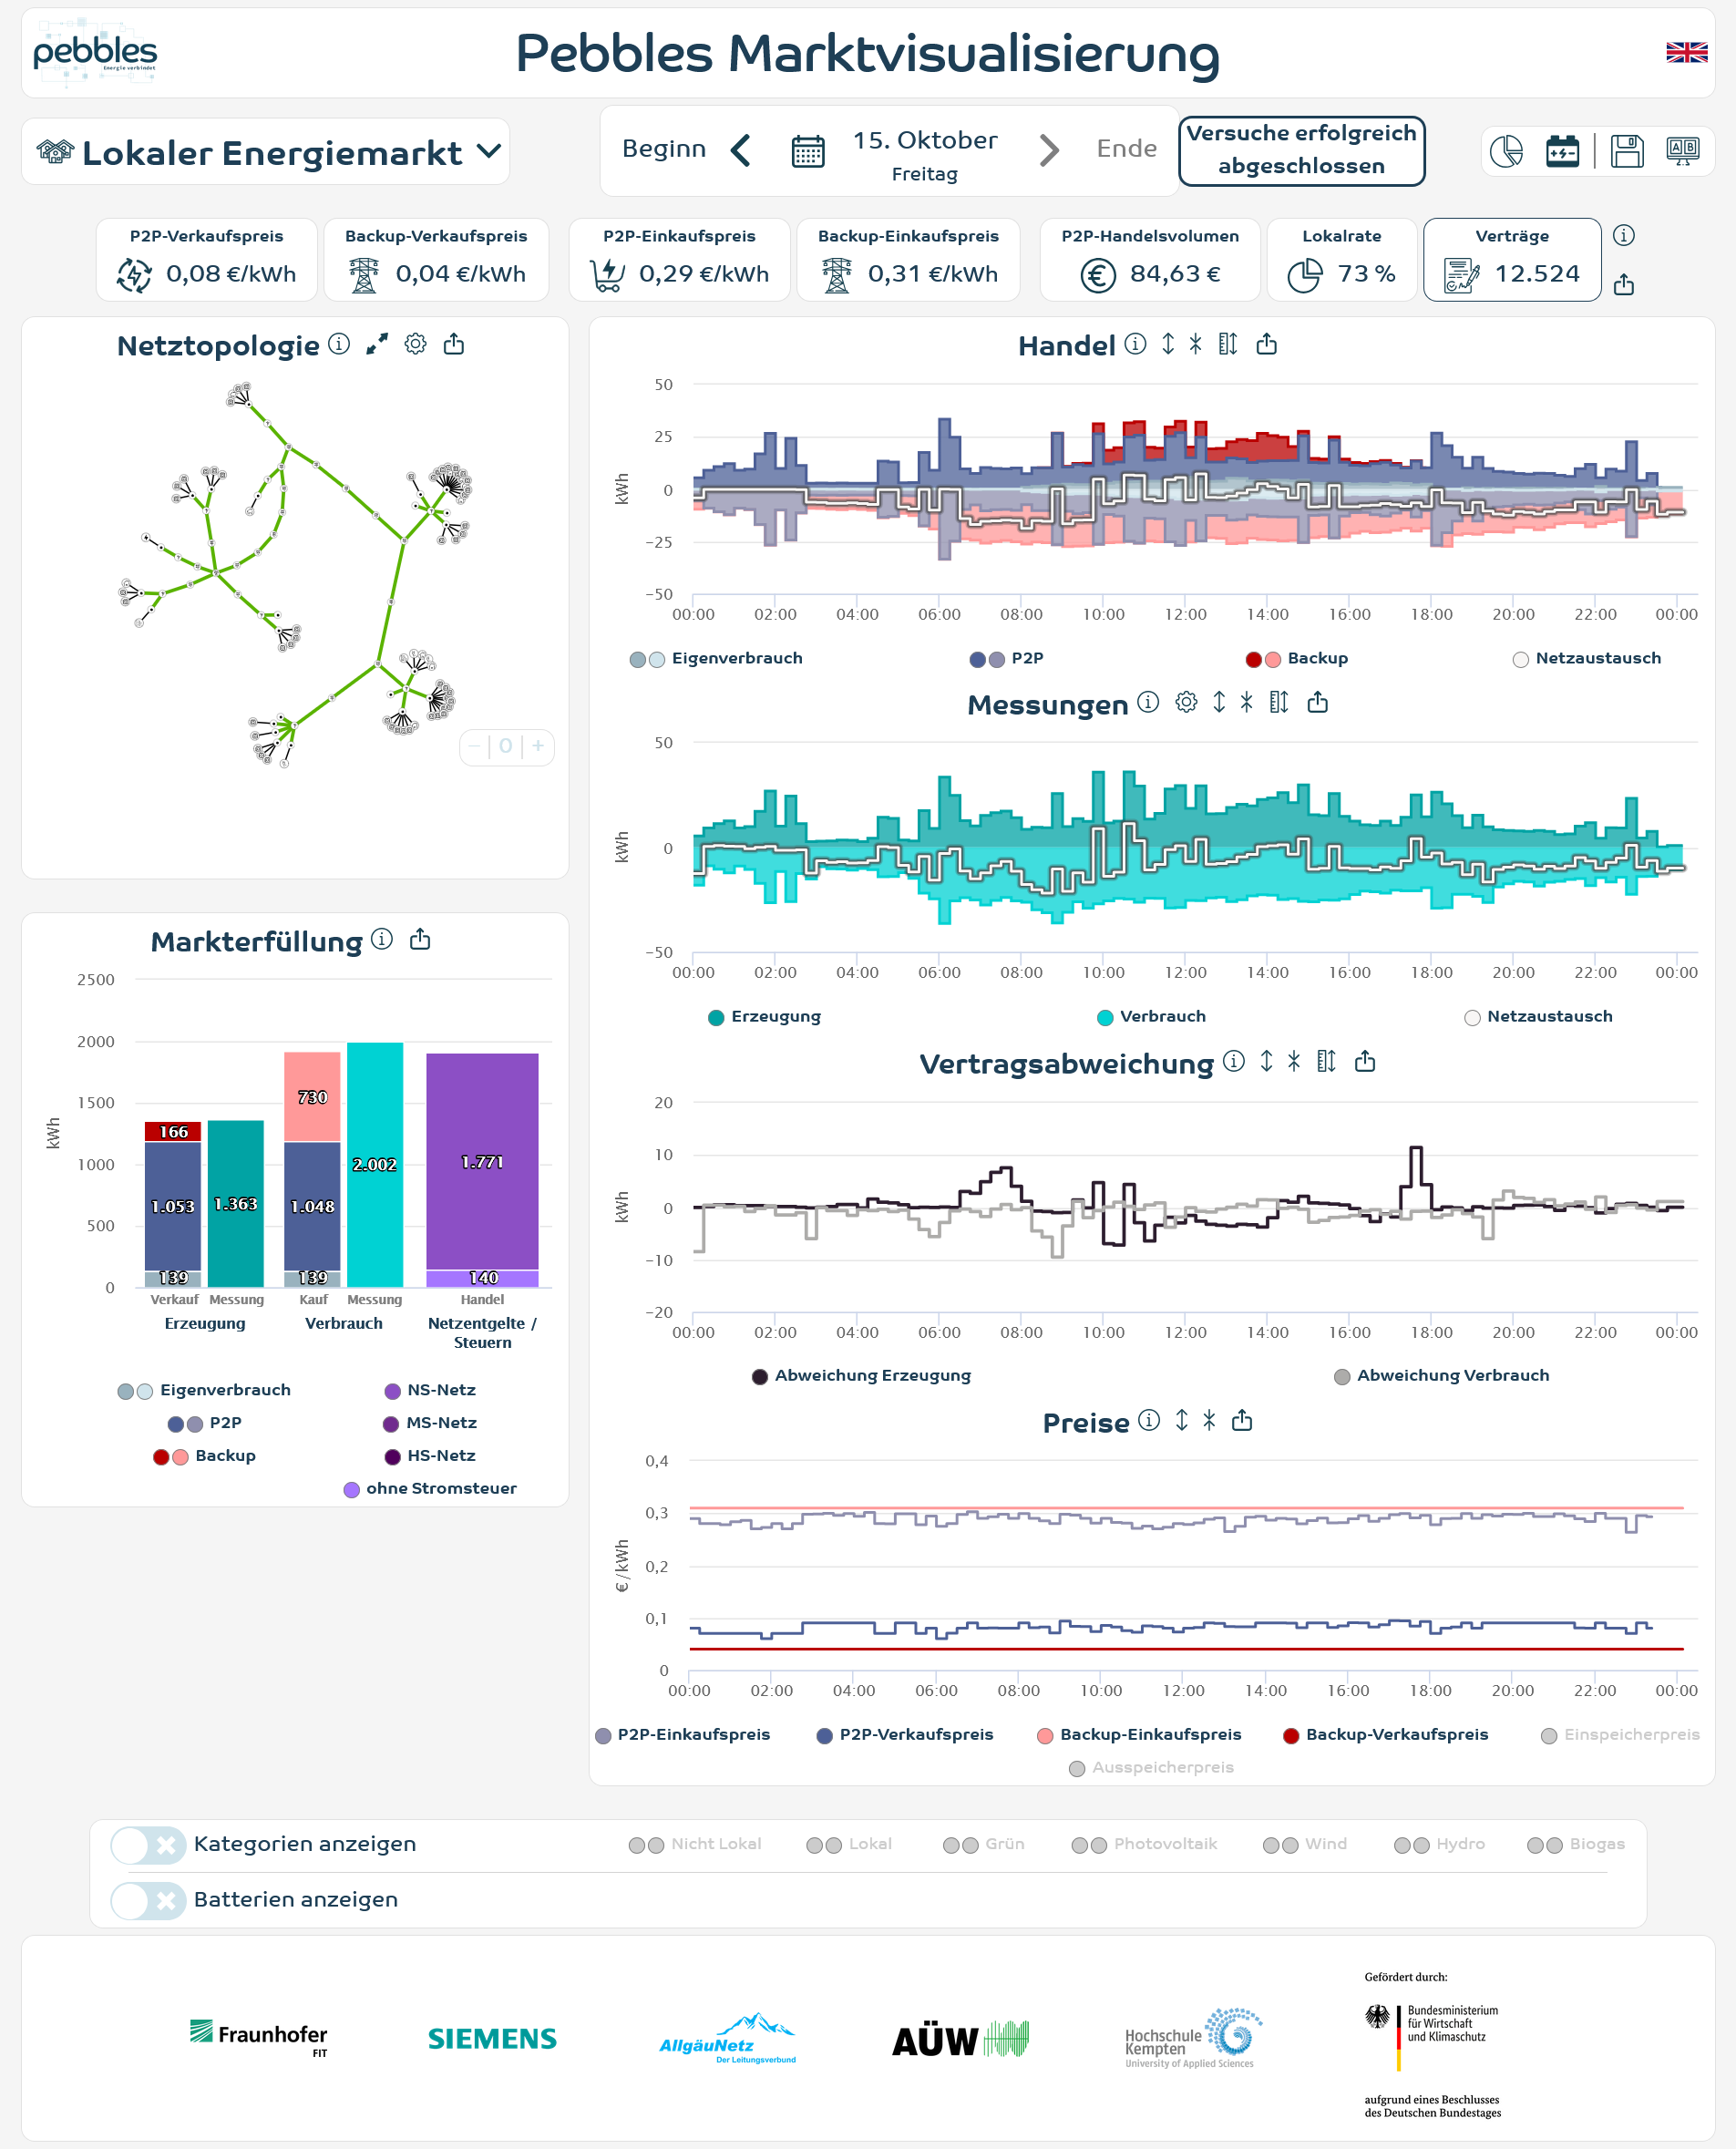 pebbles
Energie verbindet
Pebbles Marktvisualisierung
Lokaler Energiemarkt
Beginn
15. Oktober
Freitag
Ende
Versuche erfolgreich
abgeschlossen
A B
P2P-Verkaufspreis
0,08 €/kWh
Backup-Verkaufspreis
0,04 €/kWh
P2P-Einkaufspreis
0,29 €/kWh
Backup-Einkaufspreis
0,31 €/kWh
P2P-Handelsvolumen
84,63 €
Lokalrate
73 %
Verträge
12.524
Netztopologie
− | 0 | +
Markterfüllung
2500
2000
1500
1000
500
0
kWh
166
1.053
139
1.363
730
1.048
139
2.002
1.771
140
Verkauf Messung Kauf Messung Handel
Erzeugung Verbrauch Netzentgelte /
Steuern
Eigenverbrauch NS-Netz
P2P MS-Netz
Backup HS-Netz
ohne Stromsteuer
Handel
50
25
0
−25
−50
kWh
00:00 02:00 04:00 06:00 08:00 10:00 12:00 14:00 16:00 18:00 20:00 22:00 00:00
Eigenverbrauch P2P Backup Netzaustausch
Messungen
50
0
−50
kWh
00:00 02:00 04:00 06:00 08:00 10:00 12:00 14:00 16:00 18:00 20:00 22:00 00:00
Erzeugung Verbrauch Netzaustausch
Vertragsabweichung
20
10
0
−10
−20
kWh
00:00 02:00 04:00 06:00 08:00 10:00 12:00 14:00 16:00 18:00 20:00 22:00 00:00
Abweichung Erzeugung Abweichung Verbrauch
Preise
0,4
0,3
0,2
0,1
0
€/kWh
00:00 02:00 04:00 06:00 08:00 10:00 12:00 14:00 16:00 18:00 20:00 22:00 00:00
P2P-Einkaufspreis P2P-Verkaufspreis Backup-Einkaufspreis Backup-Verkaufspreis Einspeicherpreis
Ausspeicherpreis
Kategorien anzeigen Nicht Lokal Lokal Grün Photovoltaik Wind Hydro Biogas
Batterien anzeigen
Fraunhofer
FIT
SIEMENS
AllgäuNetz
Der Leitungsverbund
AÜW
Hochschule
Kempten
University of Applied Sciences
Gefördert durch:
Bundesministerium
für Wirtschaft
und Klimaschutz
aufgrund eines Beschlusses
des Deutschen Bundestages